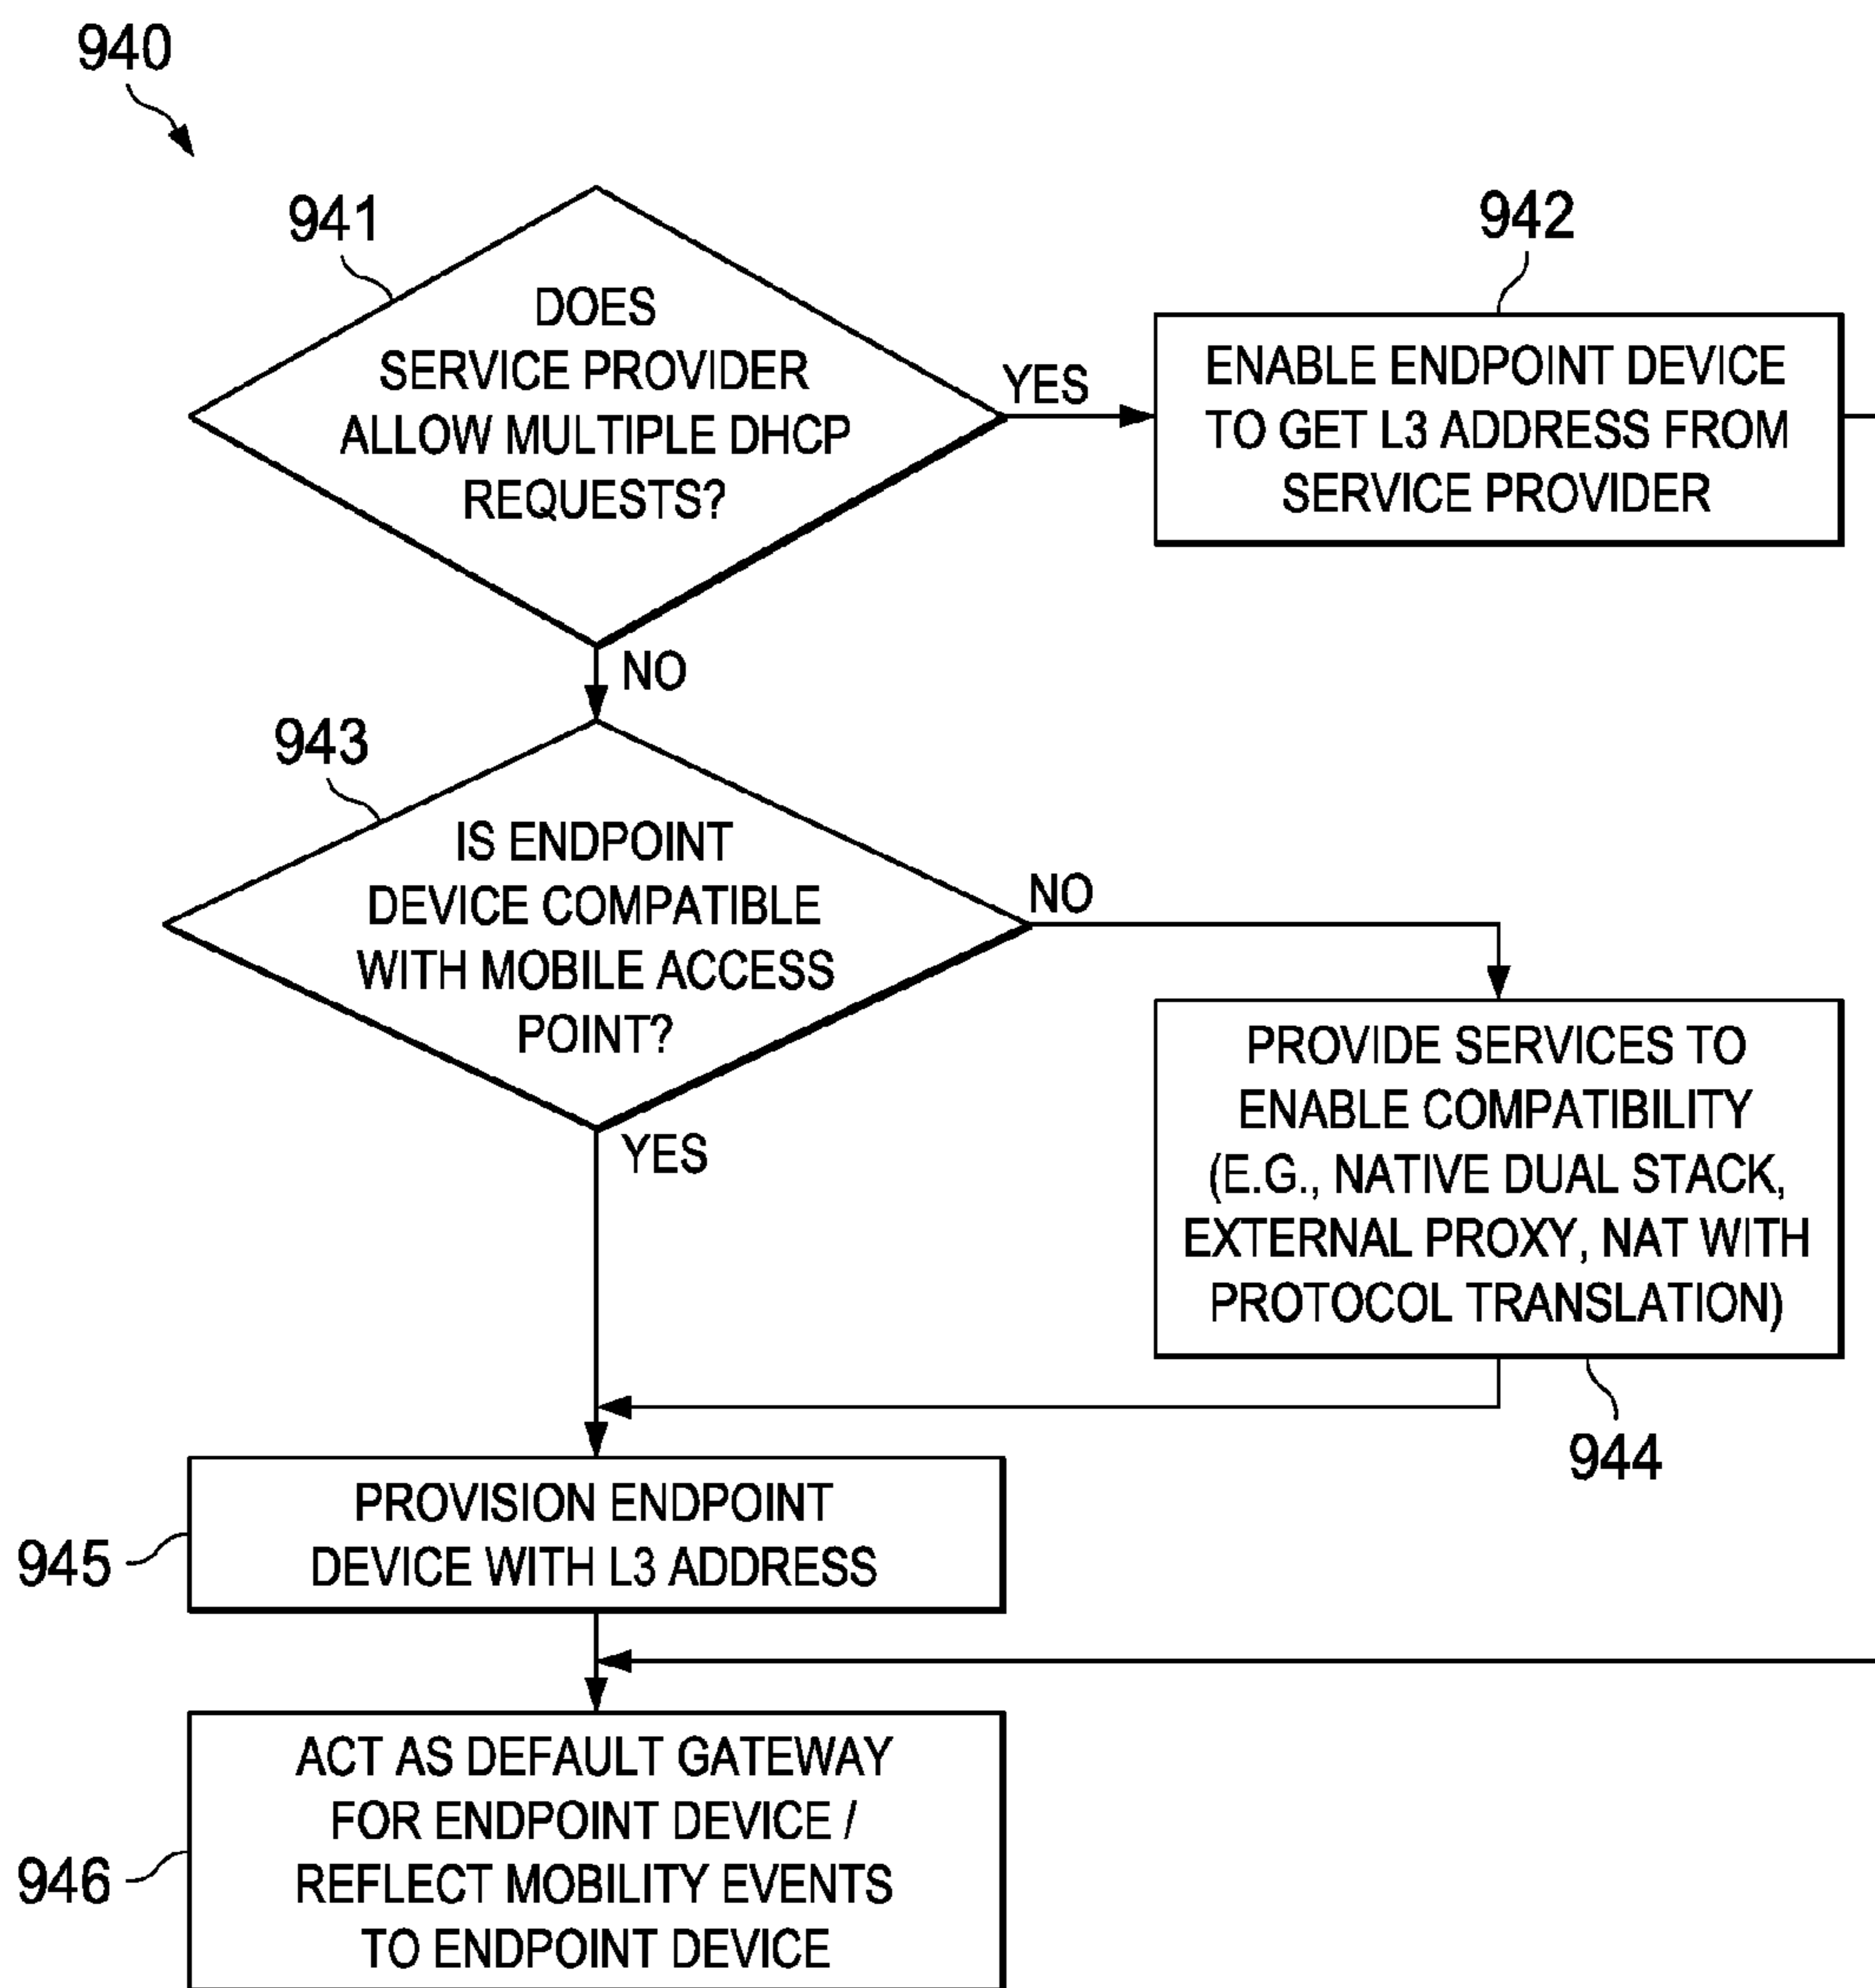 940
941
DOES
SERVICE PROVIDER
ALLOW MULTIPLE DHCP
REQUESTS?
YES
942
ENABLE ENDPOINT DEVICE
TO GET L3 ADDRESS FROM
SERVICE PROVIDER
NO
943
IS ENDPOINT
DEVICE COMPATIBLE
WITH MOBILE ACCESS
POINT?
NO
YES
PROVIDE SERVICES TO
ENABLE COMPATIBILITY
(E.G., NATIVE DUAL STACK,
EXTERNAL PROXY, NAT WITH
PROTOCOL TRANSLATION)
944
945
PROVISION ENDPOINT
DEVICE WITH L3 ADDRESS
946
ACT AS DEFAULT GATEWAY
FOR ENDPOINT DEVICE /
REFLECT MOBILITY EVENTS
TO ENDPOINT DEVICE